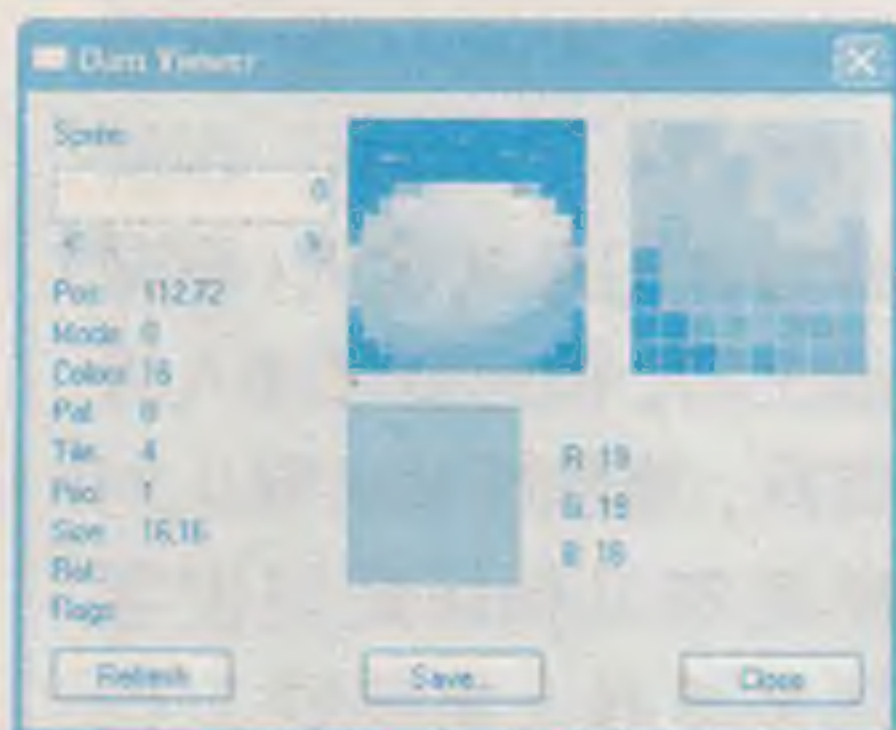 Oam Viewer
Sprite:
0
Pos: 112,72
Mode: 0
Colors: 16
Pal: 0
Tile: 4
Prio: 1
Size: 16,16
Rot.:
Flags:
R: 19
G: 19
B: 16
Refresh
Save...
Close